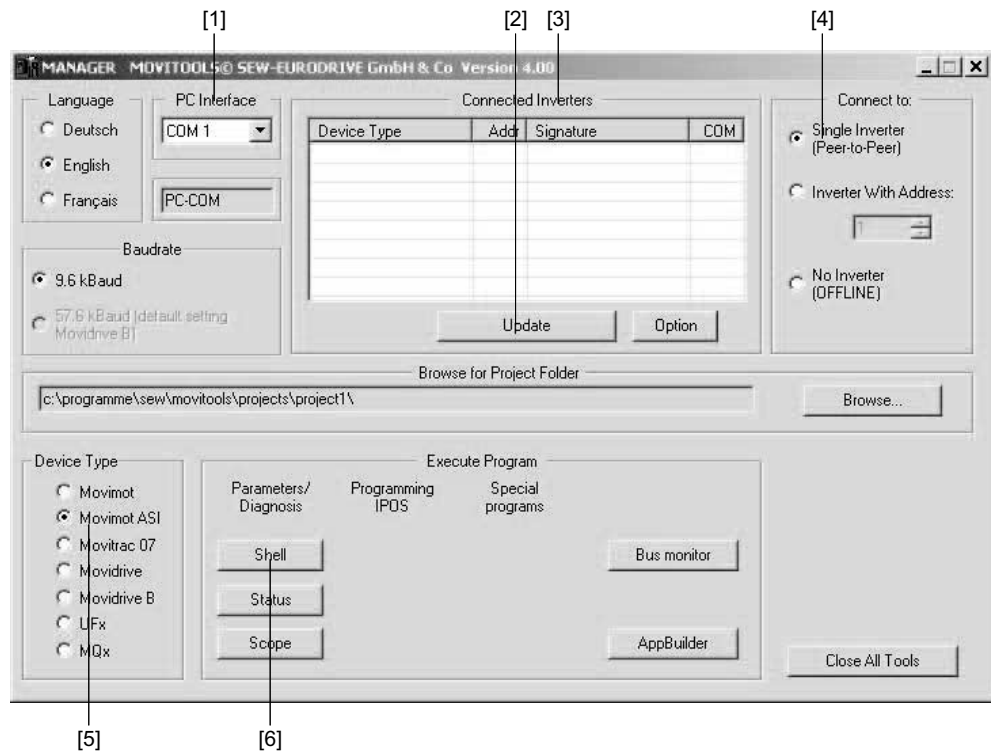 [1] [2] [3] [4]
MANAGER MOVITOOLS© SEW-EURODRIVE GmbH & Co Version 4.00
Language
Deutsch
English
Français
PC Interface
COM 1
PC-COM
Baudrate
9.6 kBaud
57.6 kBaud (default setting
Movidrive B)
Connected Inverters
Device Type Addr Signature COM
Update Option
Connect to:
Single Inverter
(Peer-to-Peer)
Inverter With Address:
1
No Inverter
(OFFLINE)
Browse for Project Folder
c:\programme\sew\movitools\projects\project1\
Browse...
Device Type
Movimot
Movimot ASI
Movitrac 07
Movidrive
Movidrive B
UFx
MQx
Execute Program
Parameters/
Diagnosis
Programming
IPOS
Special
programs
Shell
Status
Scope
Bus monitor
AppBuilder
Close All Tools
[5] [6]